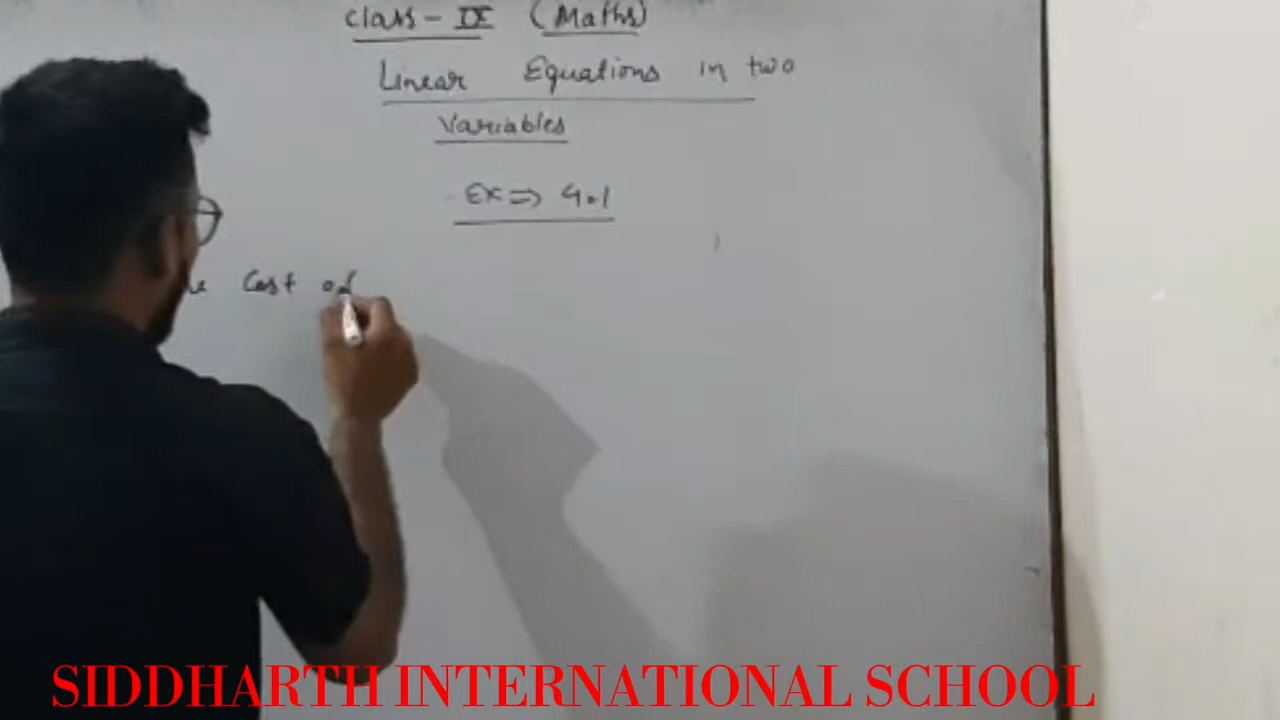 Class - IX (Maths)
Linear Equations in two
Variables
Ex => 4.1
Cost of
SIDDHARTH INTERNATIONAL SCHOOL